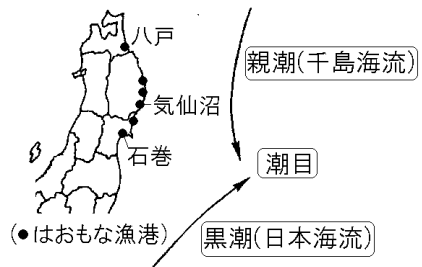 八戸
親潮(千島海流)
気仙沼
石巻
潮目
(●はおもな漁港)
黒潮(日本海流)